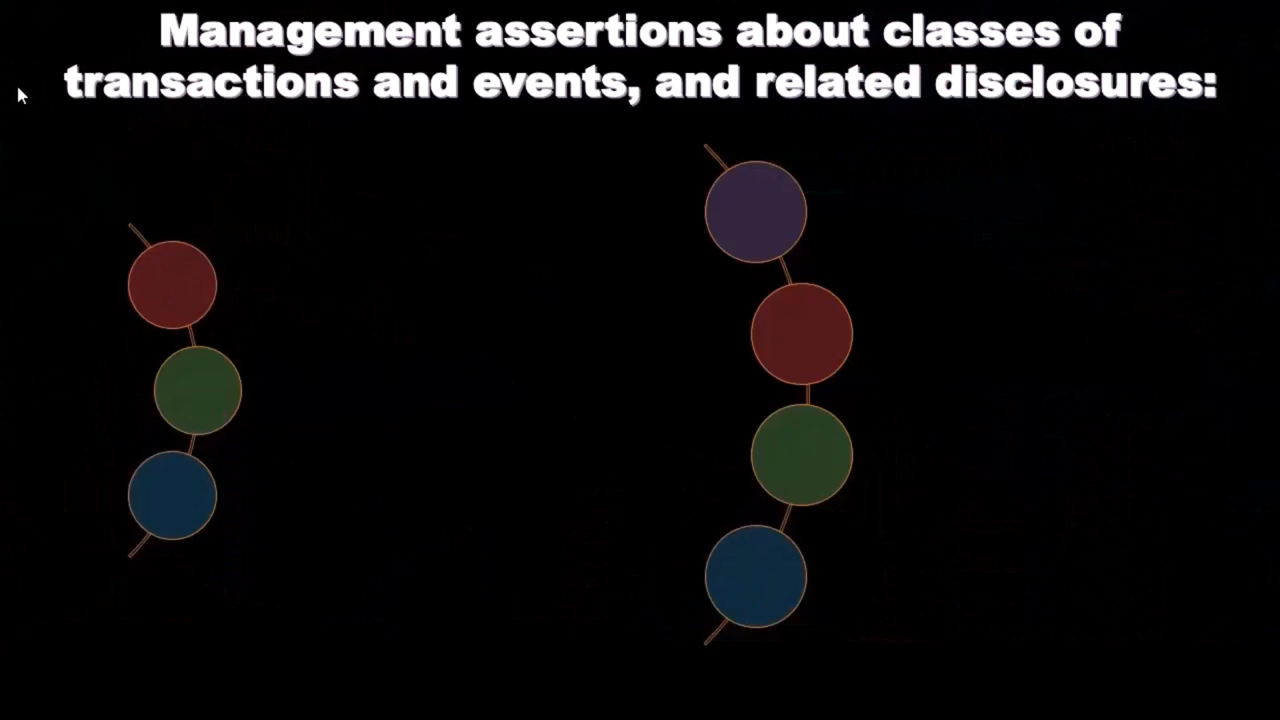 Management assertions about classes of
transactions and events, and related disclosures: